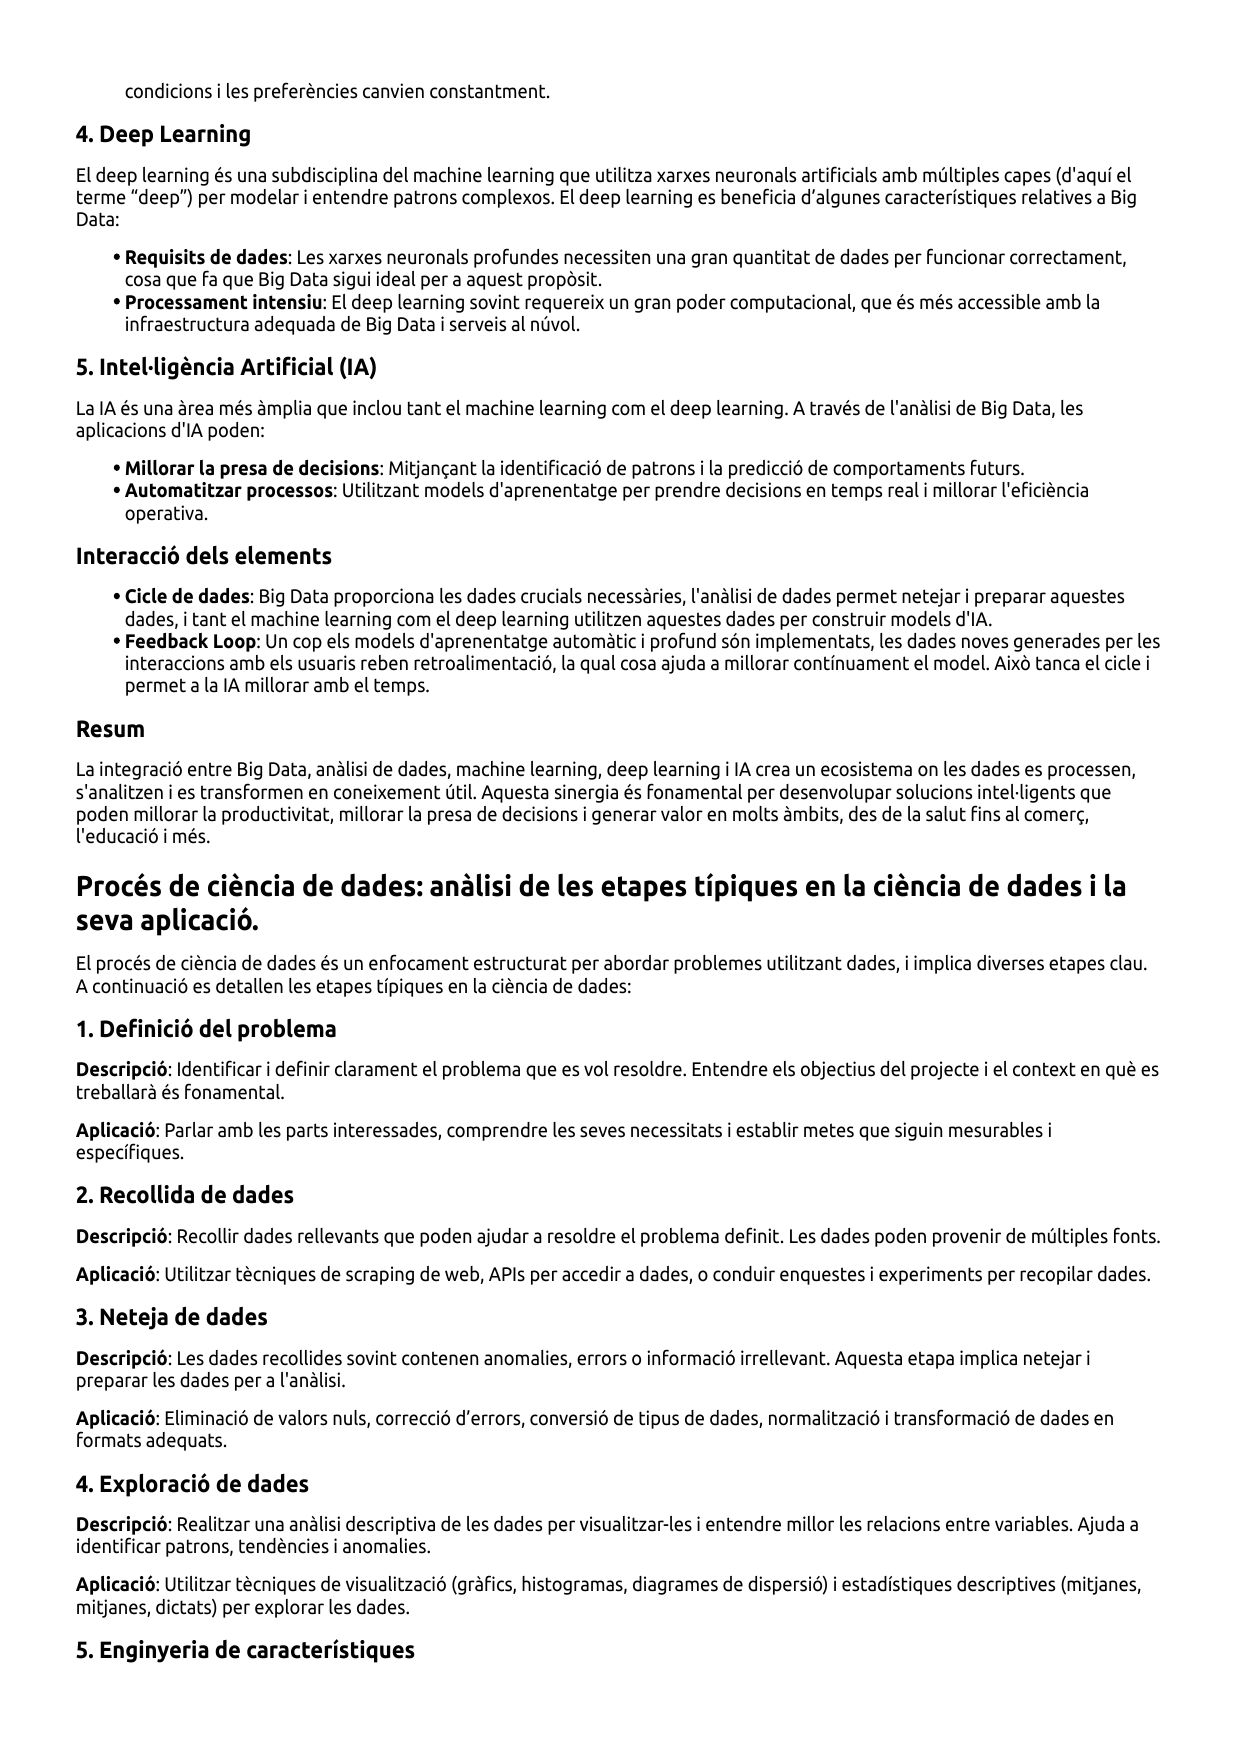 condicions i les preferències canvien constantment.
4. Deep Learning
El deep learning és una subdisciplina del machine learning que utilitza xarxes neuronals artificials amb múltiples capes (d'aquí el
terme “deep”) per modelar i entendre patrons complexos. El deep learning es beneficia d’algunes característiques relatives a Big
Data:
• Requisits de dades: Les xarxes neuronals profundes necessiten una gran quantitat de dades per funcionar correctament,
cosa que fa que Big Data sigui ideal per a aquest propòsit.
• Processament intensiu: El deep learning sovint requereix un gran poder computacional, que és més accessible amb la
infraestructura adequada de Big Data i serveis al núvol.
5. Intel·ligència Artificial (IA)
La IA és una àrea més àmplia que inclou tant el machine learning com el deep learning. A través de l'anàlisi de Big Data, les
aplicacions d'IA poden:
• Millorar la presa de decisions: Mitjançant la identificació de patrons i la predicció de comportaments futurs.
• Automatitzar processos: Utilitzant models d'aprenentatge per prendre decisions en temps real i millorar l'eficiència
operativa.
Interacció dels elements
• Cicle de dades: Big Data proporciona les dades crucials necessàries, l'anàlisi de dades permet netejar i preparar aquestes
dades, i tant el machine learning com el deep learning utilitzen aquestes dades per construir models d'IA.
• Feedback Loop: Un cop els models d'aprenentatge automàtic i profund són implementats, les dades noves generades per les
interaccions amb els usuaris reben retroalimentació, la qual cosa ajuda a millorar contínuament el model. Això tanca el cicle i
permet a la IA millorar amb el temps.
Resum
La integració entre Big Data, anàlisi de dades, machine learning, deep learning i IA crea un ecosistema on les dades es processen,
s'analitzen i es transformen en coneixement útil. Aquesta sinergia és fonamental per desenvolupar solucions intel·ligents que
poden millorar la productivitat, millorar la presa de decisions i generar valor en molts àmbits, des de la salut fins al comerç,
l'educació i més.
Procés de ciència de dades: anàlisi de les etapes típiques en la ciència de dades i la
seva aplicació.
El procés de ciència de dades és un enfocament estructurat per abordar problemes utilitzant dades, i implica diverses etapes clau.
A continuació es detallen les etapes típiques en la ciència de dades:
1. Definició del problema
Descripció: Identificar i definir clarament el problema que es vol resoldre. Entendre els objectius del projecte i el context en què es
treballarà és fonamental.
Aplicació: Parlar amb les parts interessades, comprendre les seves necessitats i establir metes que siguin mesurables i
específiques.
2. Recollida de dades
Descripció: Recollir dades rellevants que poden ajudar a resoldre el problema definit. Les dades poden provenir de múltiples fonts.
Aplicació: Utilitzar tècniques de scraping de web, APIs per accedir a dades, o conduir enquestes i experiments per recopilar dades.
3. Neteja de dades
Descripció: Les dades recollides sovint contenen anomalies, errors o informació irrellevant. Aquesta etapa implica netejar i
preparar les dades per a l'anàlisi.
Aplicació: Eliminació de valors nuls, correcció d’errors, conversió de tipus de dades, normalització i transformació de dades en
formats adequats.
4. Exploració de dades
Descripció: Realitzar una anàlisi descriptiva de les dades per visualitzar-les i entendre millor les relacions entre variables. Ajuda a
identificar patrons, tendències i anomalies.
Aplicació: Utilitzar tècniques de visualització (gràfics, histogramas, diagrames de dispersió) i estadístiques descriptives (mitjanes,
mitjanes, dictats) per explorar les dades.
5. Enginyeria de característiques